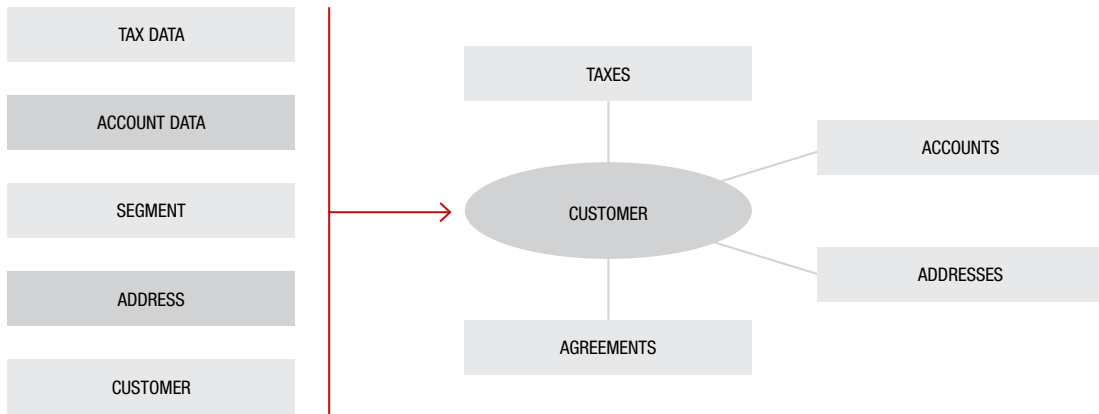 TAX DATA
ACCOUNT DATA
SEGMENT
ADDRESS
CUSTOMER
TAXES
ACCOUNTS
CUSTOMER
ADDRESSES
AGREEMENTS